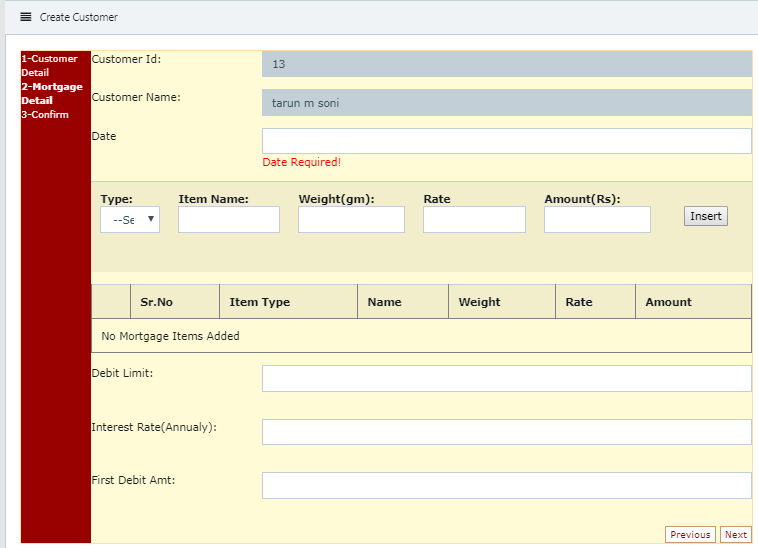 Create Customer
1-Customer
Detail
2-Mortgage
Detail
3-Confirm
Customer Id:
13
Customer Name:
tarun m soni
Date
Date Required!
Type: Item Name: Weight(gm): Rate Amount(Rs):
--Se Insert
Sr.No Item Type Name Weight Rate Amount
No Mortgage Items Added
Debit Limit:
Interest Rate(Annualy):
First Debit Amt:
Previous Next